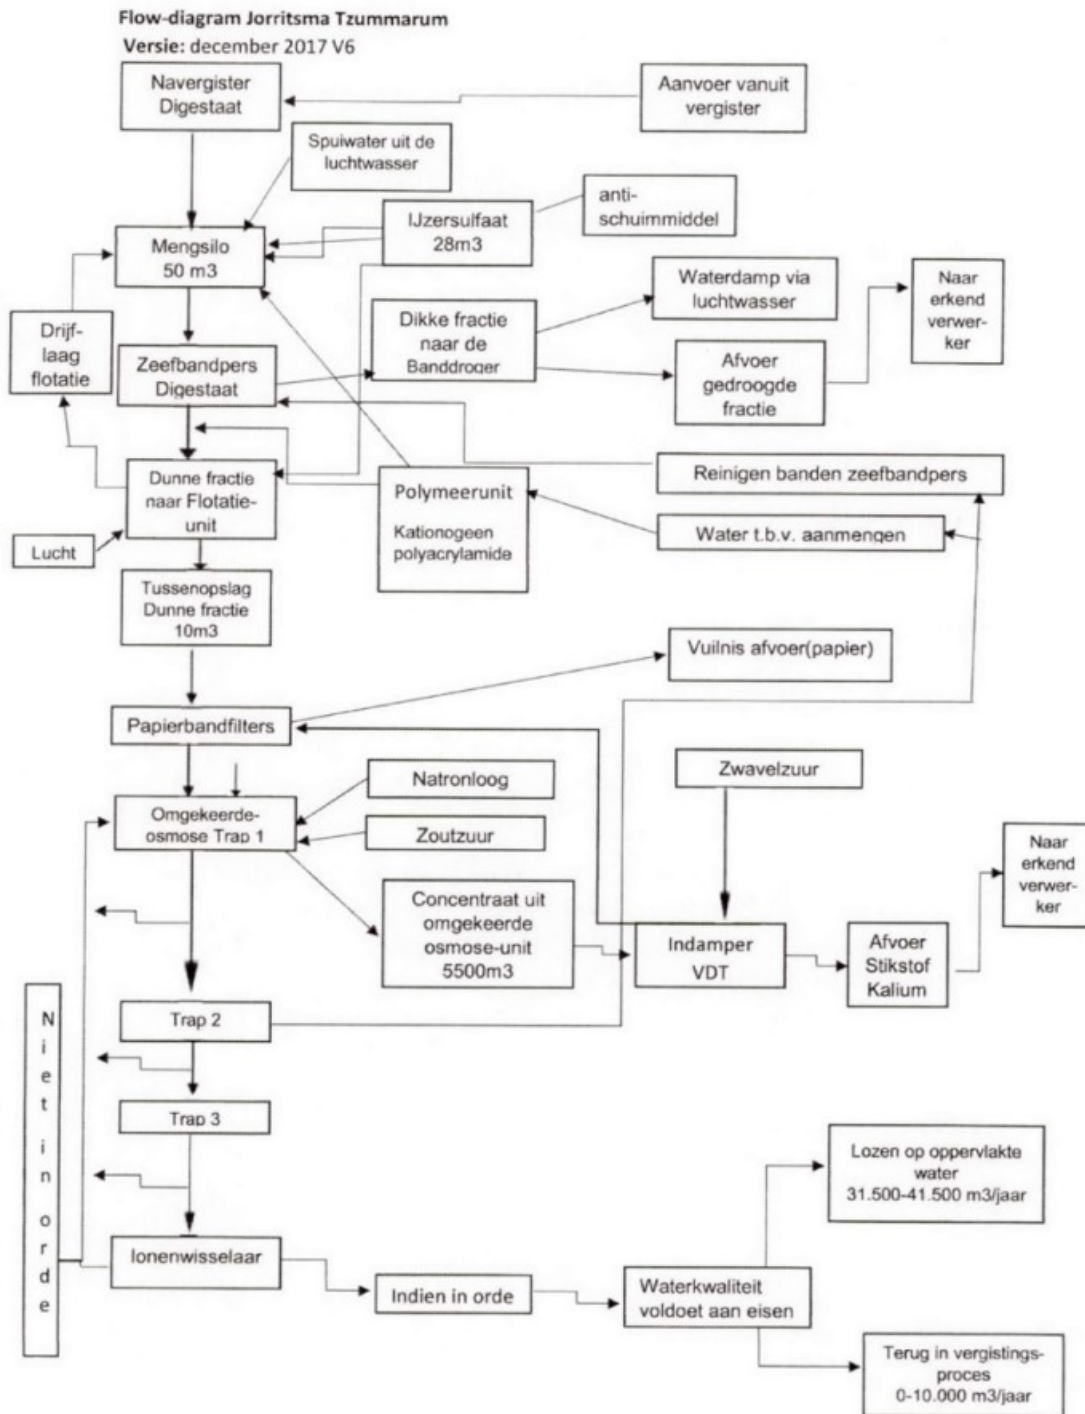 Flow-diagram Jorritsma Tzummarum
Versie: december 2017 V6
Navergister
Digestaat
Aanvoer vanuit
vergister
Spuiwater uit de
luchtwasser
anti-
schuimmiddel
IJzersulfaat
28m3
Mengsilo
50 m3
Waterdamp via
luchtwasser
Naar
erkend
verwer-
ker
Drijf-
laag
flotatie
Dikke fractie
naar de
Banddroger
Zeefbandpers
Digestaat
Afvoer
gedroogde
fractie
Dunne fractie
naar Flotatie-
unit
Polymeerunit
Kationogeen
polyacrylamide
Reinigen banden zeefbandpers
Water t.b.v. aanmengen
Lucht
Tussenopslag
Dunne fractie
10m3
Vuilnis afvoer(papier)
Papierbandfilters
Natronloog
Zwavelzuur
Omgekeerde-
osmose Trap 1
Zoutzuur
Naar
erkend
verwer-
ker
Concentraat uit
omgekeerde
osmose-unit
5500m3
Indamper
VDT
Afvoer
Stikstof
Kalium
Niet in orde
Trap 2
Trap 3
Lozen op oppervlakte
water
31.500-41.500 m3/jaar
Ionenwisselaar
Indien in orde
Waterkwaliteit
voldoet aan eisen
Terug in vergistings-
proces
0-10.000 m3/jaar